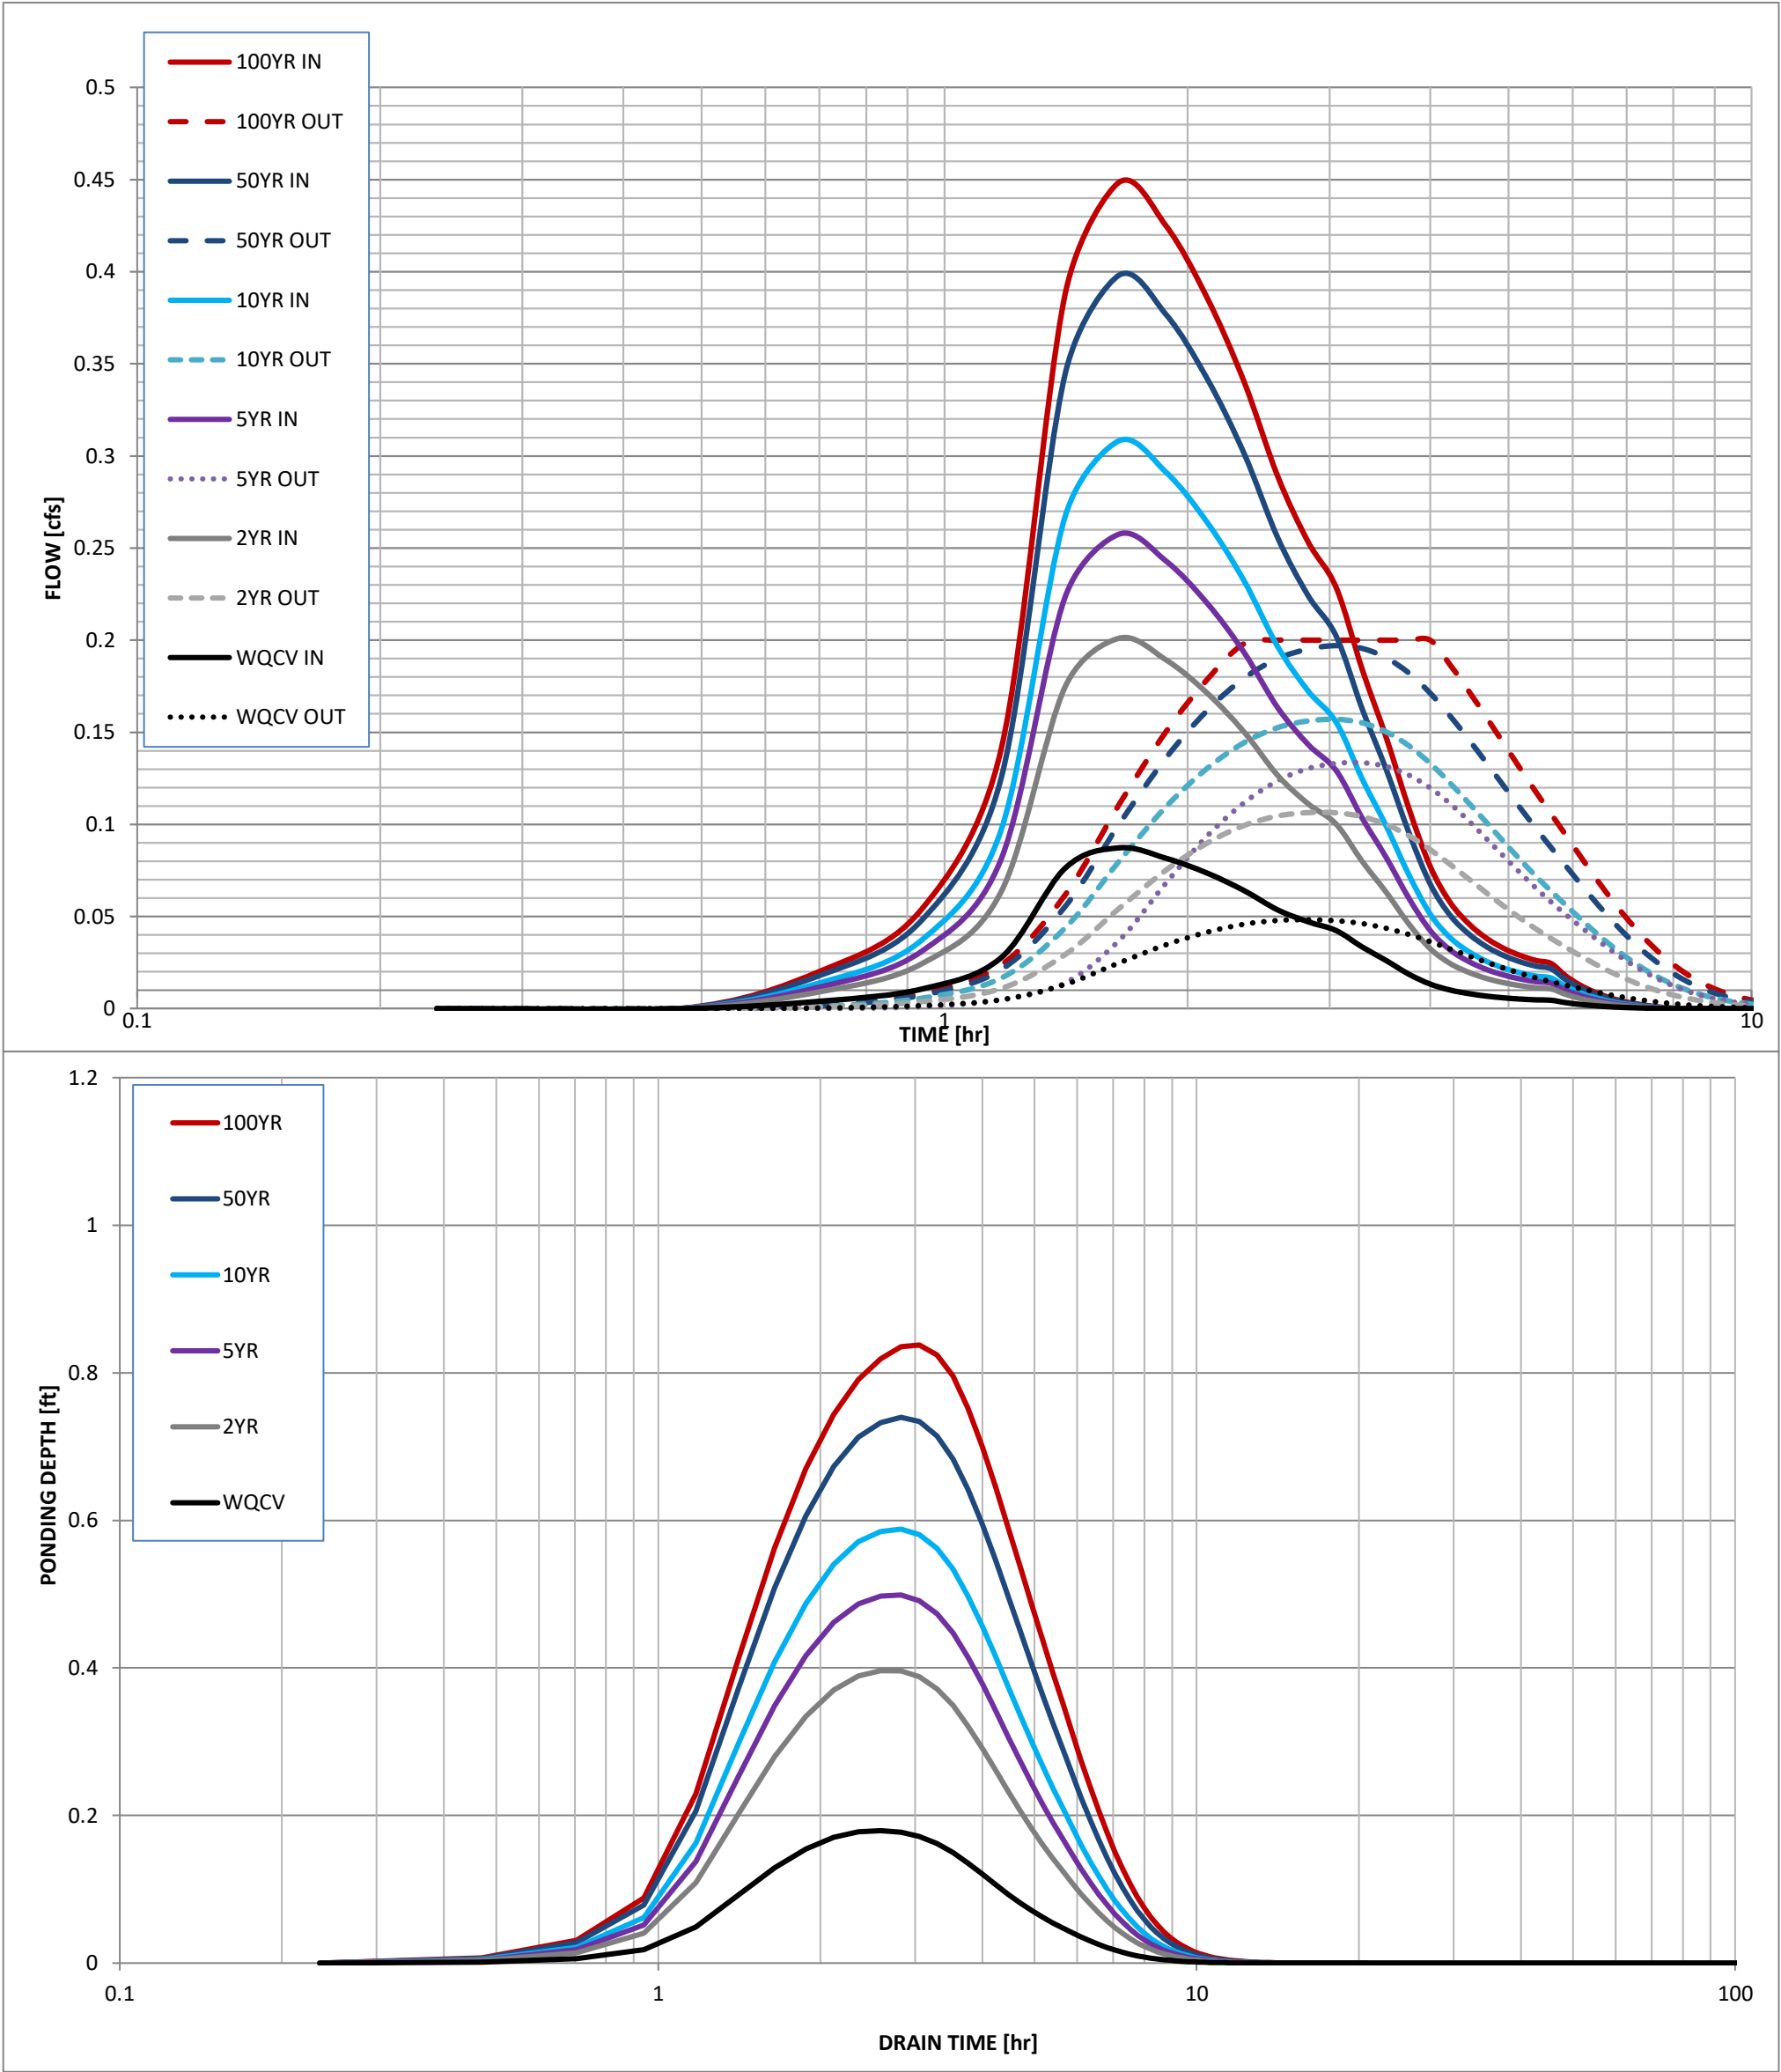 100YR IN
100YR OUT
50YR IN
50YR OUT
10YR IN
10YR OUT
5YR IN
5YR OUT
2YR IN
2YR OUT
WQCV IN
WQCV OUT
0.5
0.45
0.4
0.35
0.3
0.25
0.2
0.15
0.1
0.05
0
FLOW [cfs]
0.1
1
10
TIME [hr]
100YR
50YR
10YR
5YR
2YR
WQCV
1.2
1
0.8
0.6
0.4
0.2
0
PONDING DEPTH [ft]
0.1
1
10
100
DRAIN TIME [hr]